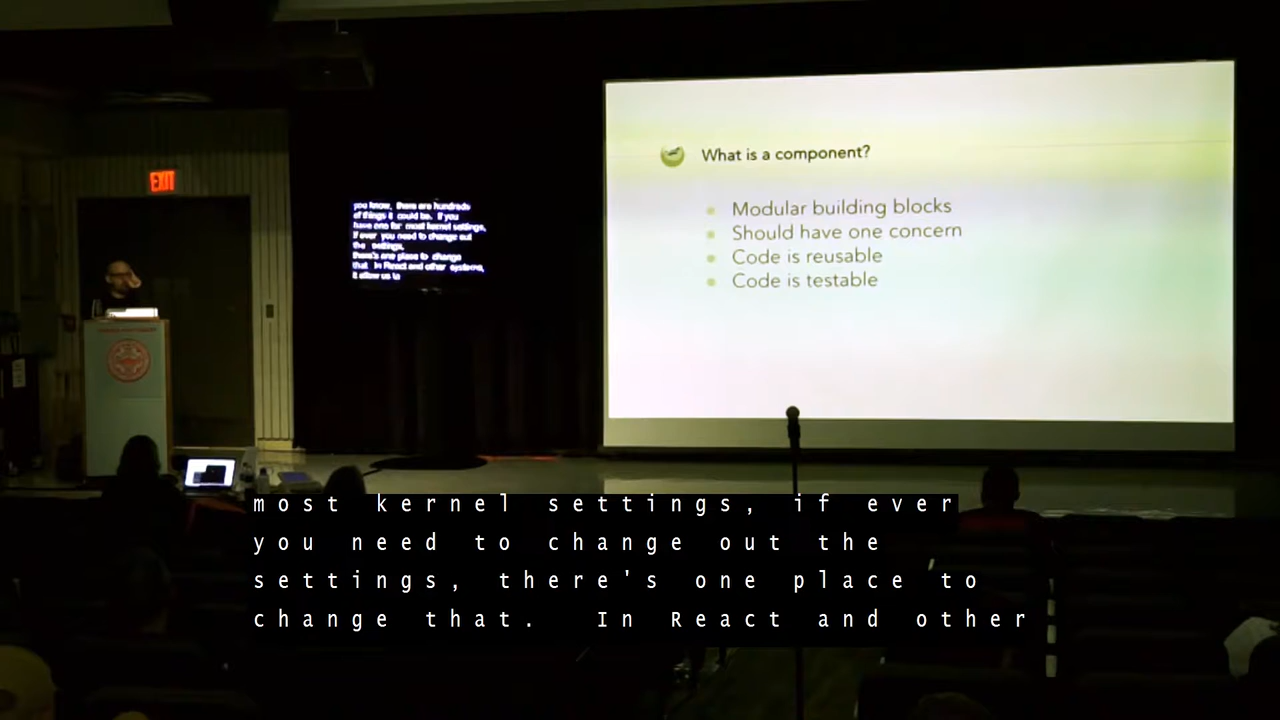 EXIT
you know, there are hundreds
of things it could be. If you
have one for most kernel settings,
if ever you need to change out
the settings,
there's one place to change
that in React and other systems,
it allow us to
What is a component?
Modular building blocks
Should have one concern
Code is reusable
Code is testable
most kernel settings, if ever
you need to change out the
settings, there's one place to
change that.  In React and other